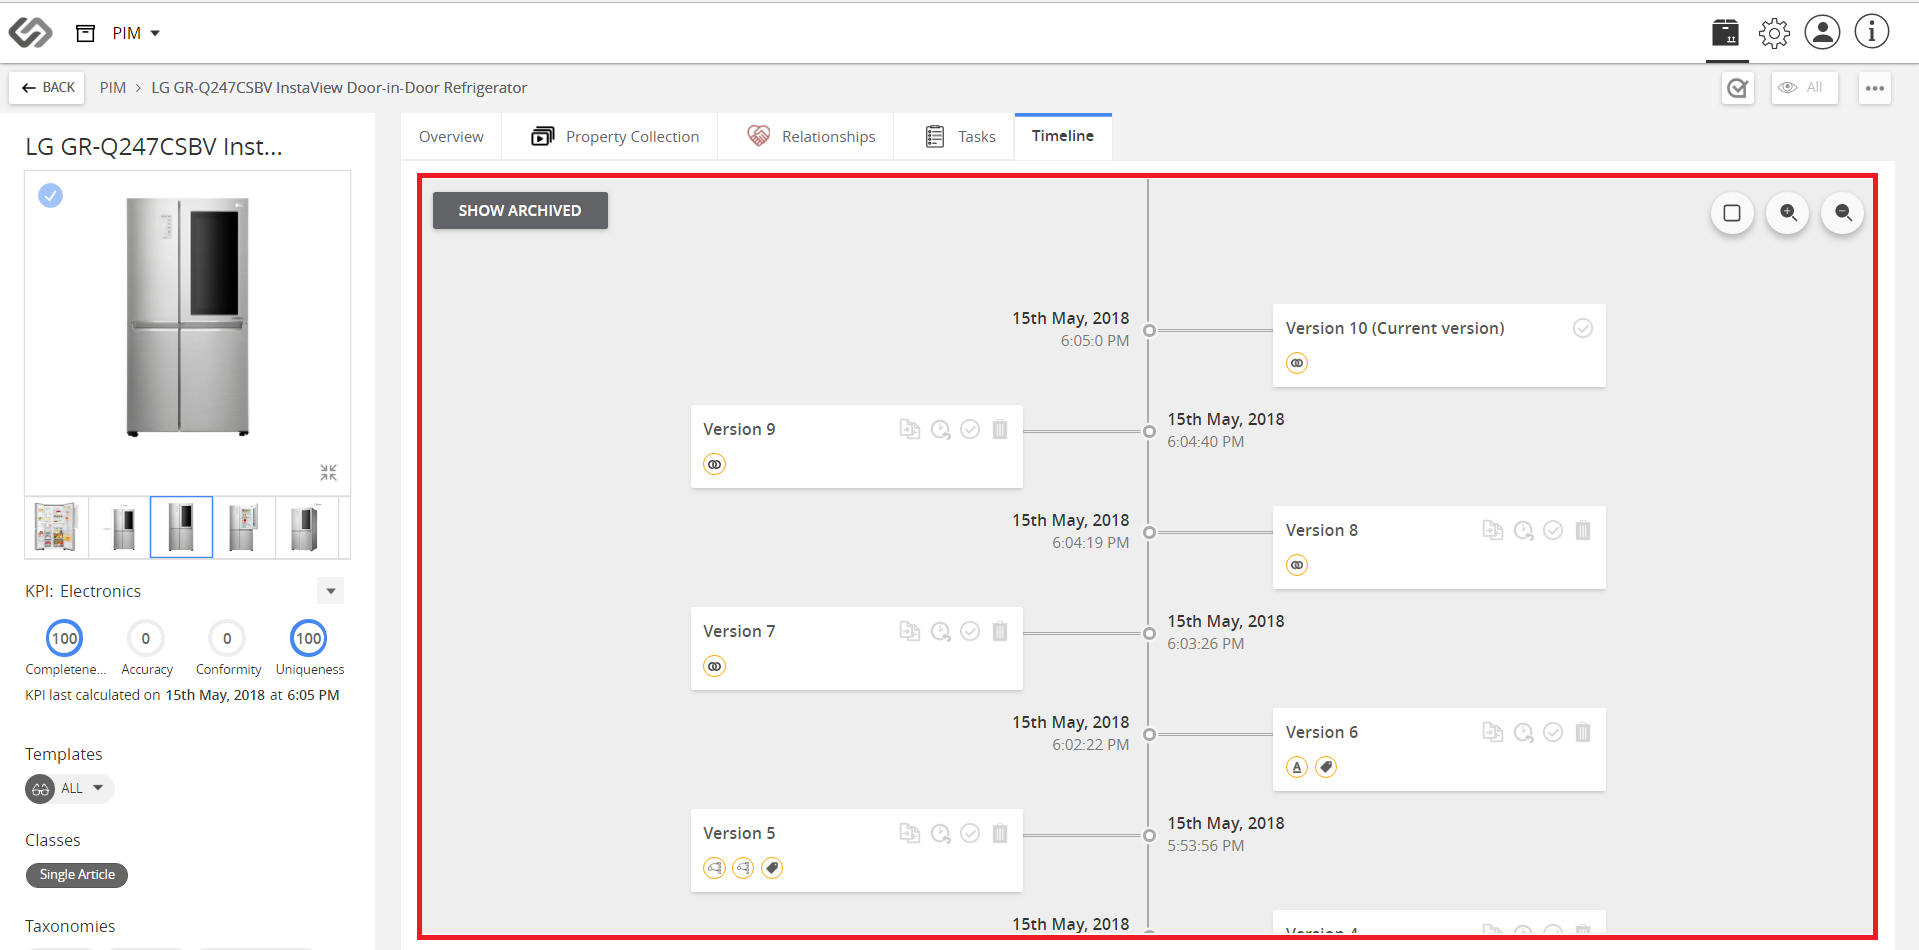 PIM
BACK
PIM > LG GR-Q247CSBV InstaView Door-in-Door Refrigerator
All
LG GR-Q247CSBV Inst...
Overview
Property Collection
Relationships
Tasks
Timeline
SHOW ARCHIVED
15th May, 2018
6:05:0 PM
Version 10 (Current version)
Version 9
15th May, 2018
6:04:40 PM
15th May, 2018
6:04:19 PM
Version 8
Version 7
15th May, 2018
6:03:26 PM
15th May, 2018
6:02:22 PM
Version 6
Version 5
15th May, 2018
5:53:56 PM
15th May, 2018
Version 4
KPI: Electronics
100
0
0
100
Completene...
Accuracy
Conformity
Uniqueness
KPI last calculated on 15th May, 2018 at 6:05 PM
Templates
ALL
Classes
Single Article
Taxonomies